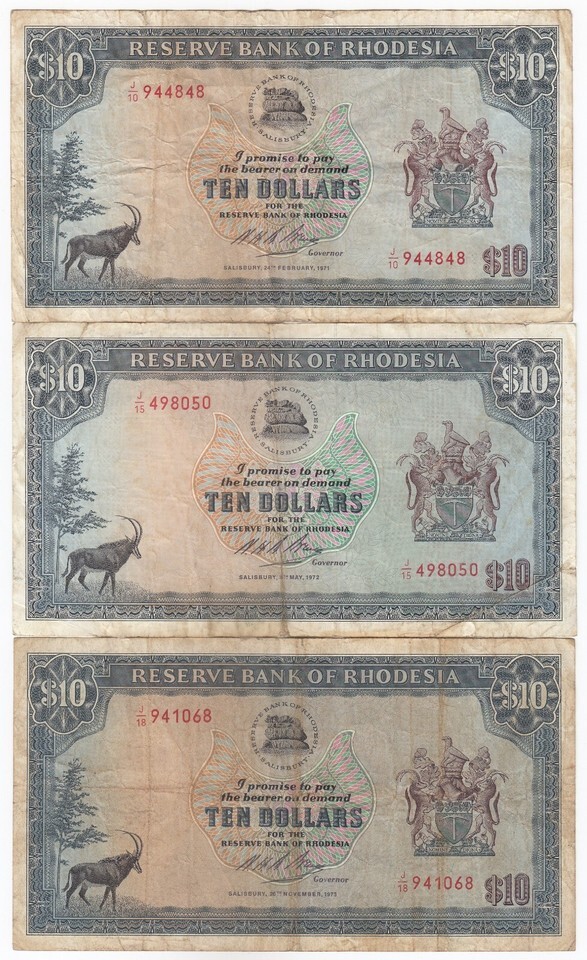 RESERVE BANK OF RHODESIA
$10 $10
J/10 944848
RESERVE BANK OF RHODESIA
SALISBURY
I promise to pay
the bearer on demand
TEN DOLLARS
FOR THE
RESERVE BANK OF RHODESIA
Governor
J/10 944848
$10
SALISBURY, 24TH FEBRUARY, 1971
RESERVE BANK OF RHODESIA
$10 $10
J/15 498050
RESERVE BANK OF RHODESIA
SALISBURY
I promise to pay
the bearer on demand
TEN DOLLARS
FOR THE
RESERVE BANK OF RHODESIA
Governor
J/15 498050
$10
SALISBURY, MAY, 1972
RESERVE BANK OF RHODESIA
$10 $10
J/18 941068
RESERVE BANK OF RHODESIA
SALISBURY
I promise to pay
the bearer on demand
TEN DOLLARS
FOR THE
RESERVE BANK OF RHODESIA
Governor
J/18 941068
$10
SALISBURY, NOVEMBER, 1973